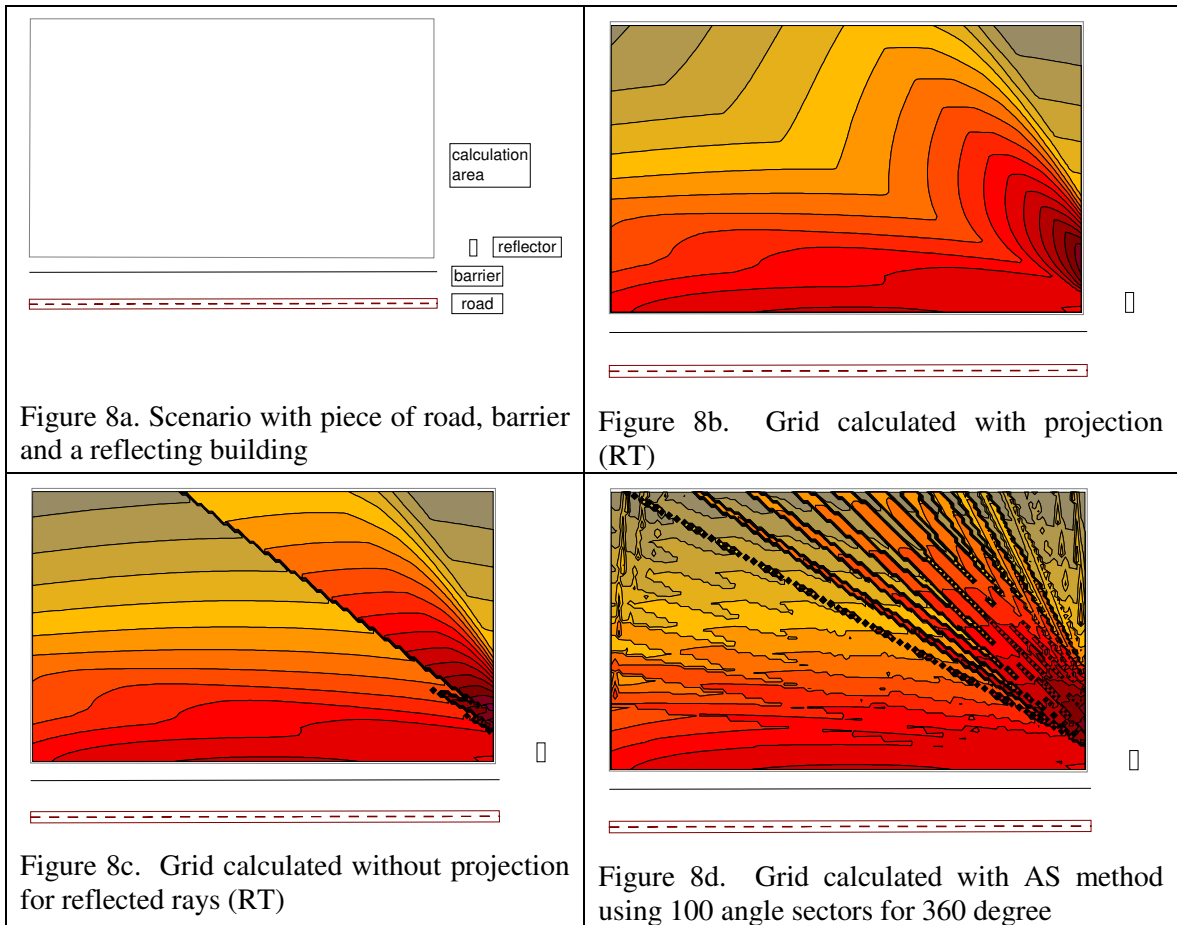 calculation
area
reflector
barrier
road
Figure 8a. Scenario with piece of road, barrier
and a reflecting building
Figure 8b. Grid calculated with projection
(RT)
Figure 8c. Grid calculated without projection
for reflected rays (RT)
Figure 8d. Grid calculated with AS method
using 100 angle sectors for 360 degree